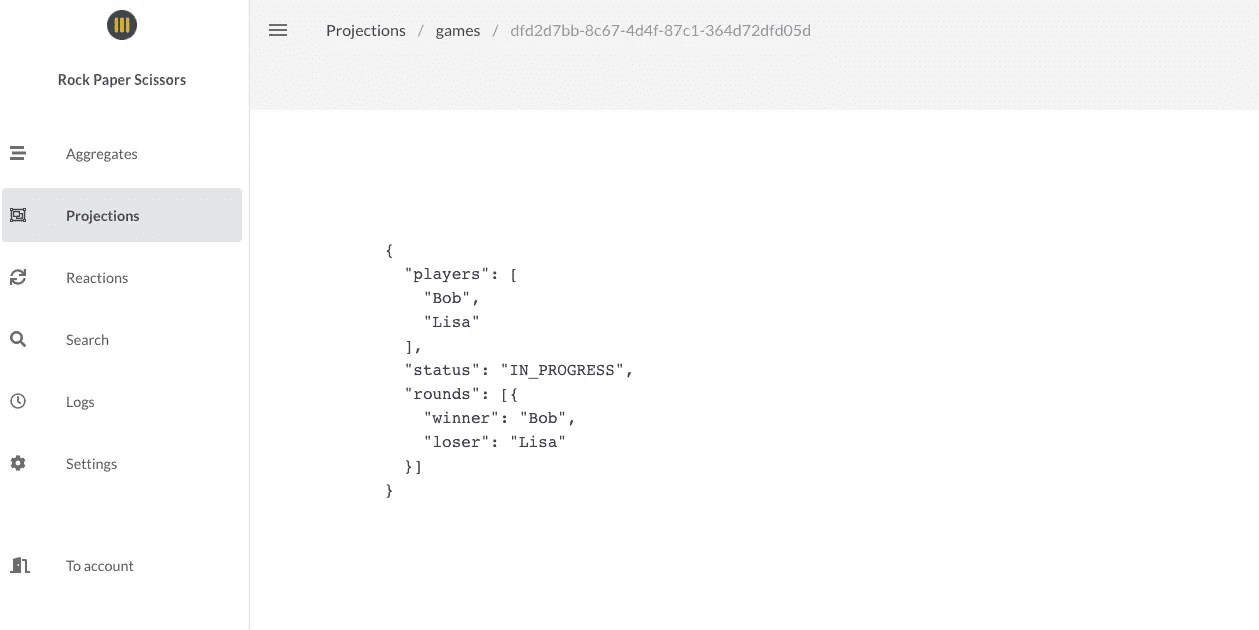 Rock Paper Scissors
Aggregates
Projections
Reactions
Search
Logs
Settings
To account
Projections / games / dfd2d7bb-8c67-4d4f-87c1-364d72dfd05d
{
  "players": [
    "Bob",
    "Lisa"
  ],
  "status": "IN_PROGRESS",
  "rounds": [{
    "winner": "Bob",
    "loser": "Lisa"
  }]
}